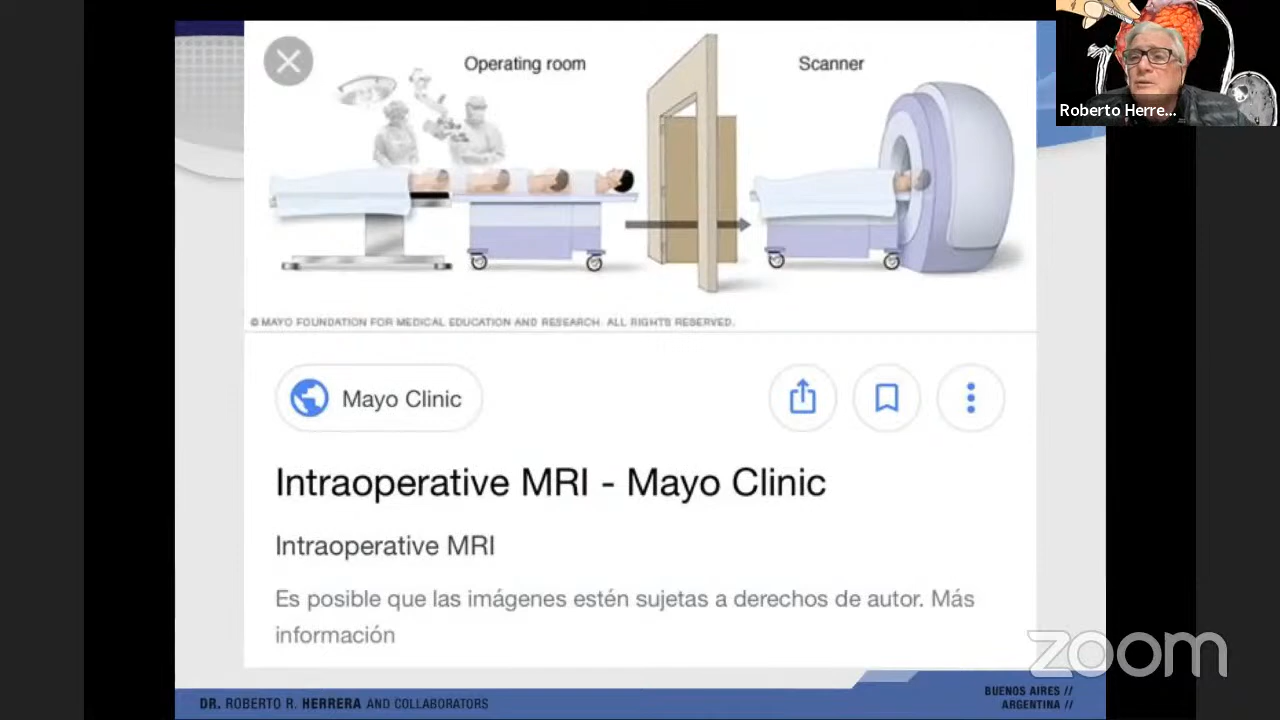 Operating room
Scanner
Roberto Herre...
© MAYO FOUNDATION FOR MEDICAL EDUCATION AND RESEARCH. ALL RIGHTS RESERVED.
Mayo Clinic
Intraoperative MRI - Mayo Clinic
Intraoperative MRI
Es posible que las imágenes estén sujetas a derechos de autor. Más
información
zoom
DR. ROBERTO R. HERRERA AND COLLABORATORS
BUENOS AIRES //
ARGENTINA //